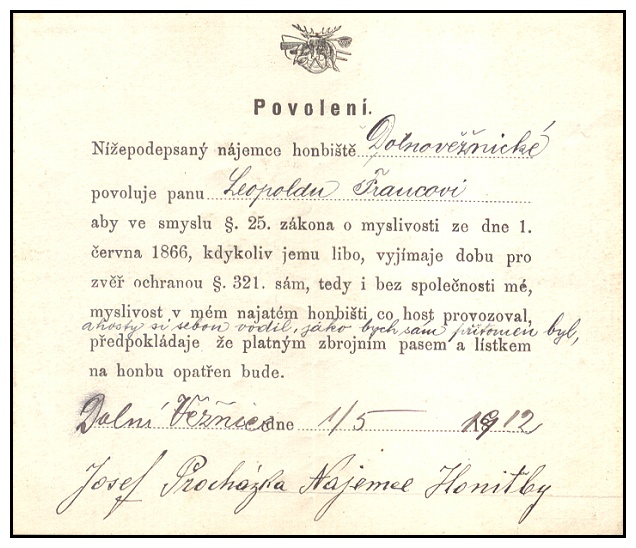 Povolení.
Nížepodepsaný nájemce honbiště Dolnověžnické
povoluje panu Leopoldu Francovi
aby ve smyslu §. 25. zákona o myslivosti ze dne 1.
června 1866, kdykoliv jemu libo, vyjímaje dobu pro
zvěř ochranou §. 321. sám, tedy i bez společnosti mé,
myslivost v mém najatém honbišti co host provozoval,
a hosty si sebou vodil, jako bych sám přítomen byl,
předpokládaje že platným zbrojním pasem a lístkem
na honbu opatřen bude.
Dolní Věžnice dne 1/5 1912
Josef Procházka Najemce Honitby